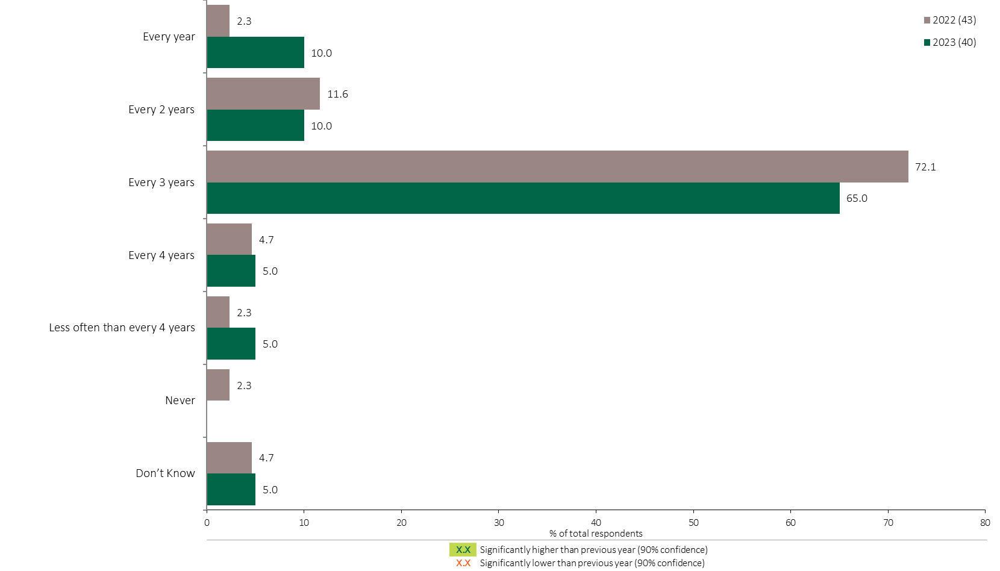 2022 (43)
2023 (40)
Every year
2.3
10.0
Every 2 years
11.6
10.0
Every 3 years
72.1
65.0
Every 4 years
4.7
5.0
Less often than every 4 years
2.3
5.0
Never
2.3
Don’t Know
4.7
5.0
0 10 20 30 40 50 60 70 80
% of total respondents
X.X Significantly higher than previous year (90% confidence)
X.X Significantly lower than previous year (90% confidence)